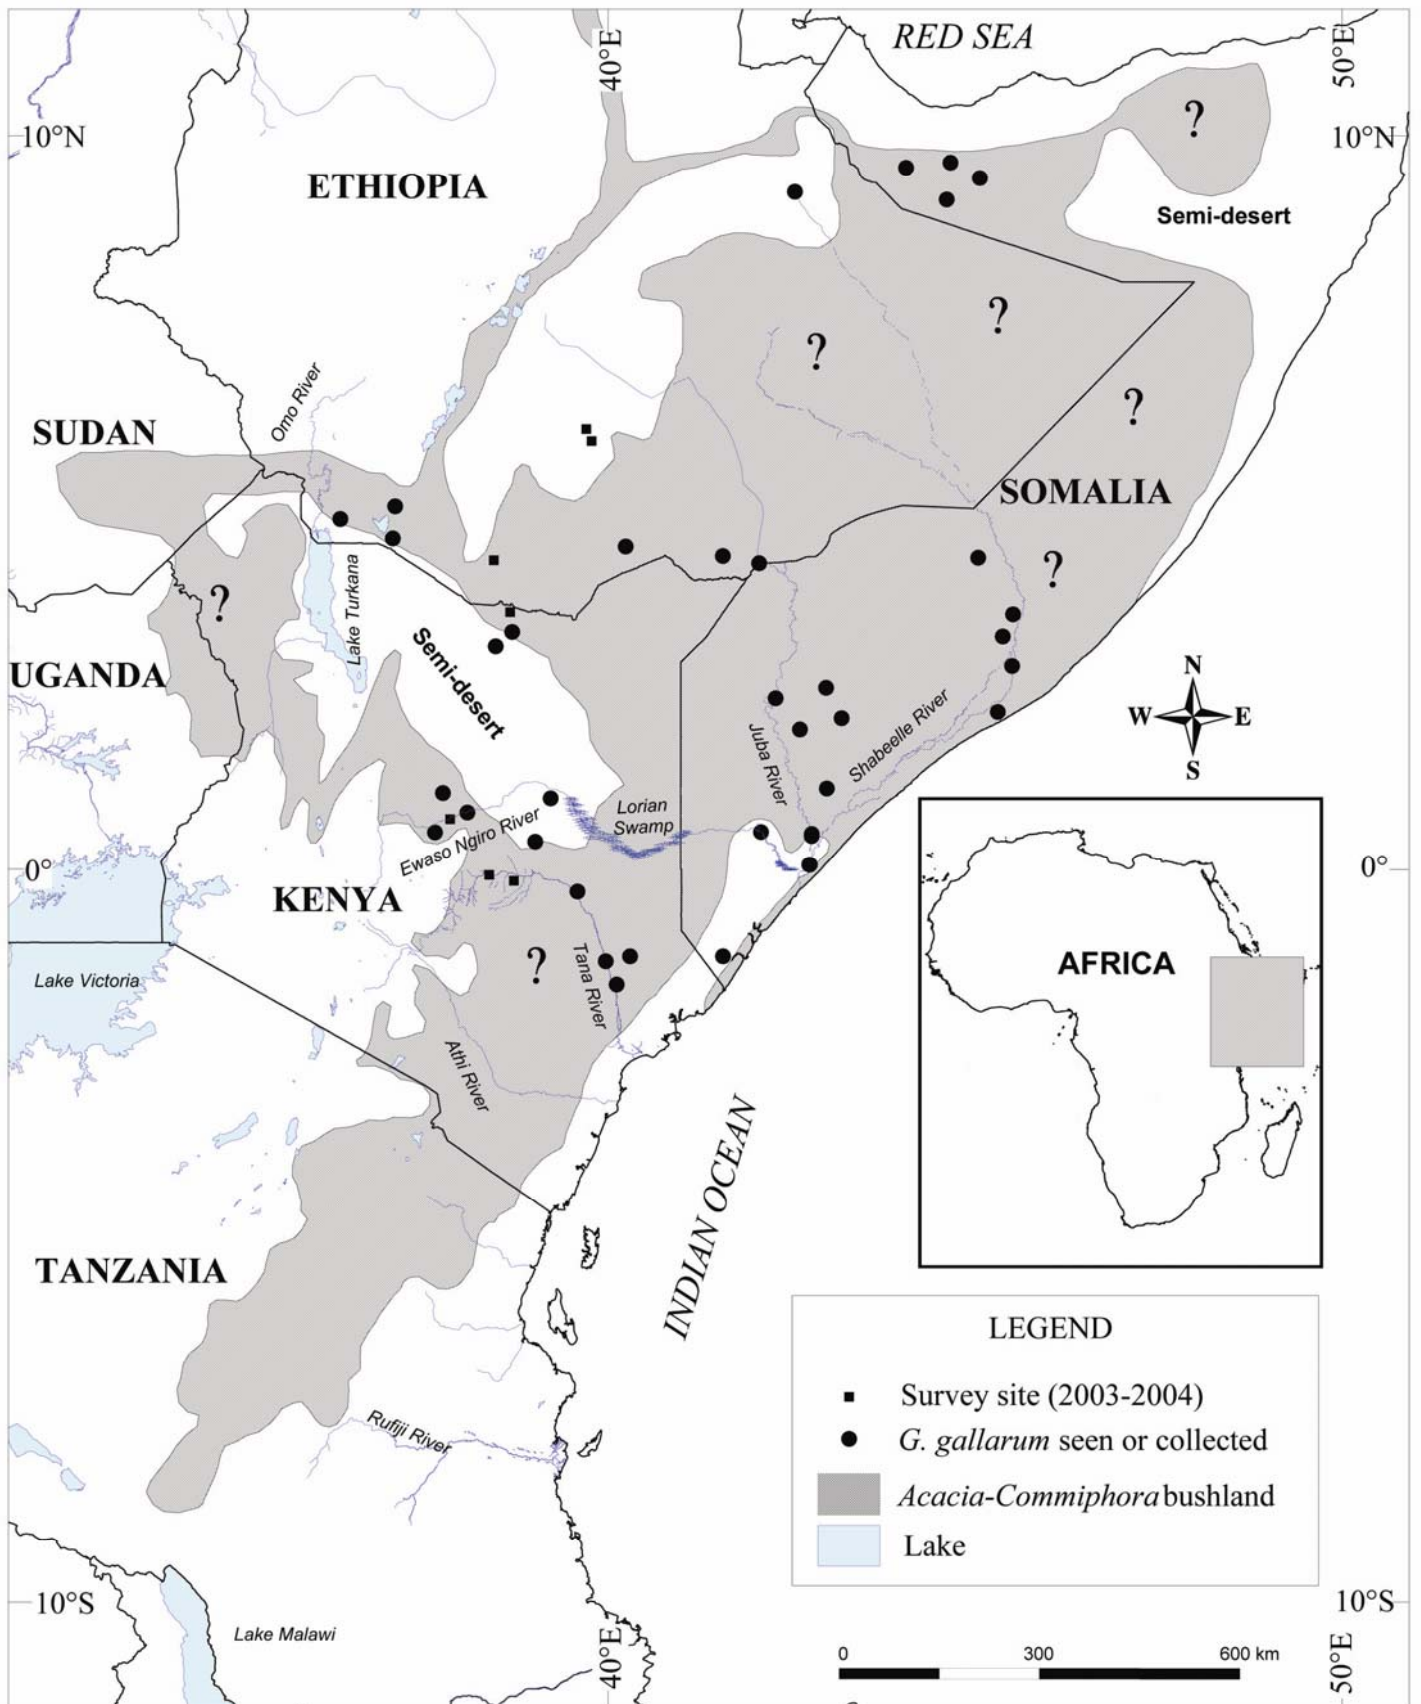 RED SEA
40°E
50°E
10°N
10°N
?
ETHIOPIA
Semi-desert
?
?
?
Omo River
SUDAN
SOMALIA
?
?
Lake Turkana
Semi-desert
UGANDA
N
W
E
S
Juba River
Shabeelle River
Lorian
Swamp
Ewaso Ngiro River
0°
0°
KENYA
?
Tana River
AFRICA
Lake Victoria
Athi River
INDIAN OCEAN
TANZANIA
LEGEND
Survey site (2003-2004)
G. gallarum seen or collected
Acacia-Commiphora bushland
Lake
Rufiji River
10°S
10°S
Lake Malawi
40°E
50°E
0
300
600 km